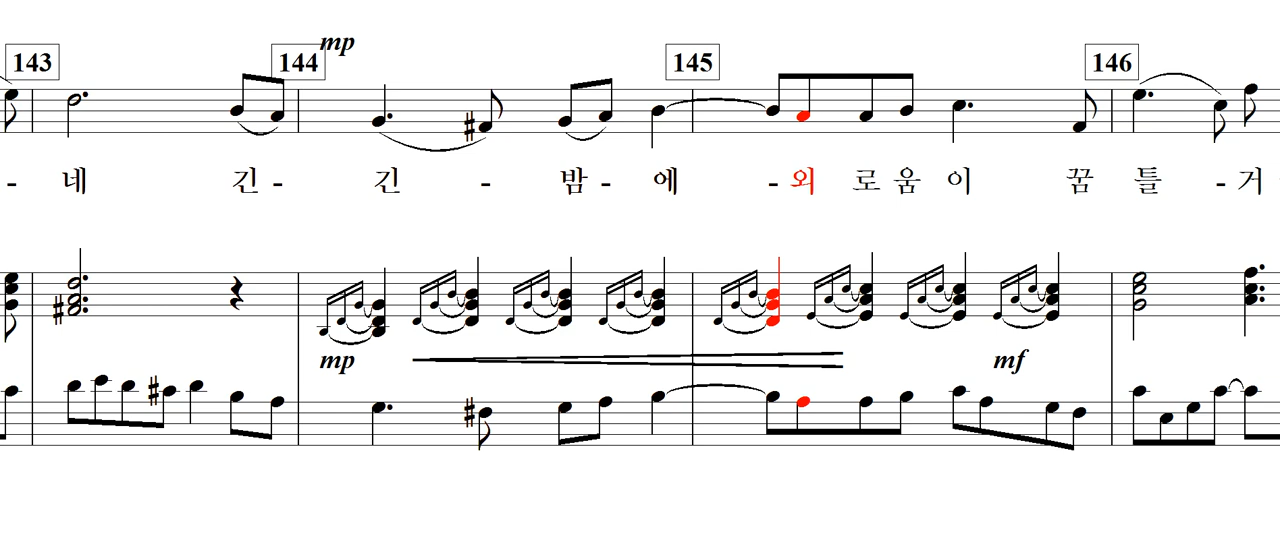 mp
143 144 145 146
- 네 긴 - 긴 - 밤 - 에 - 외 로 움 이 꿈 틀 - 거
mp mf